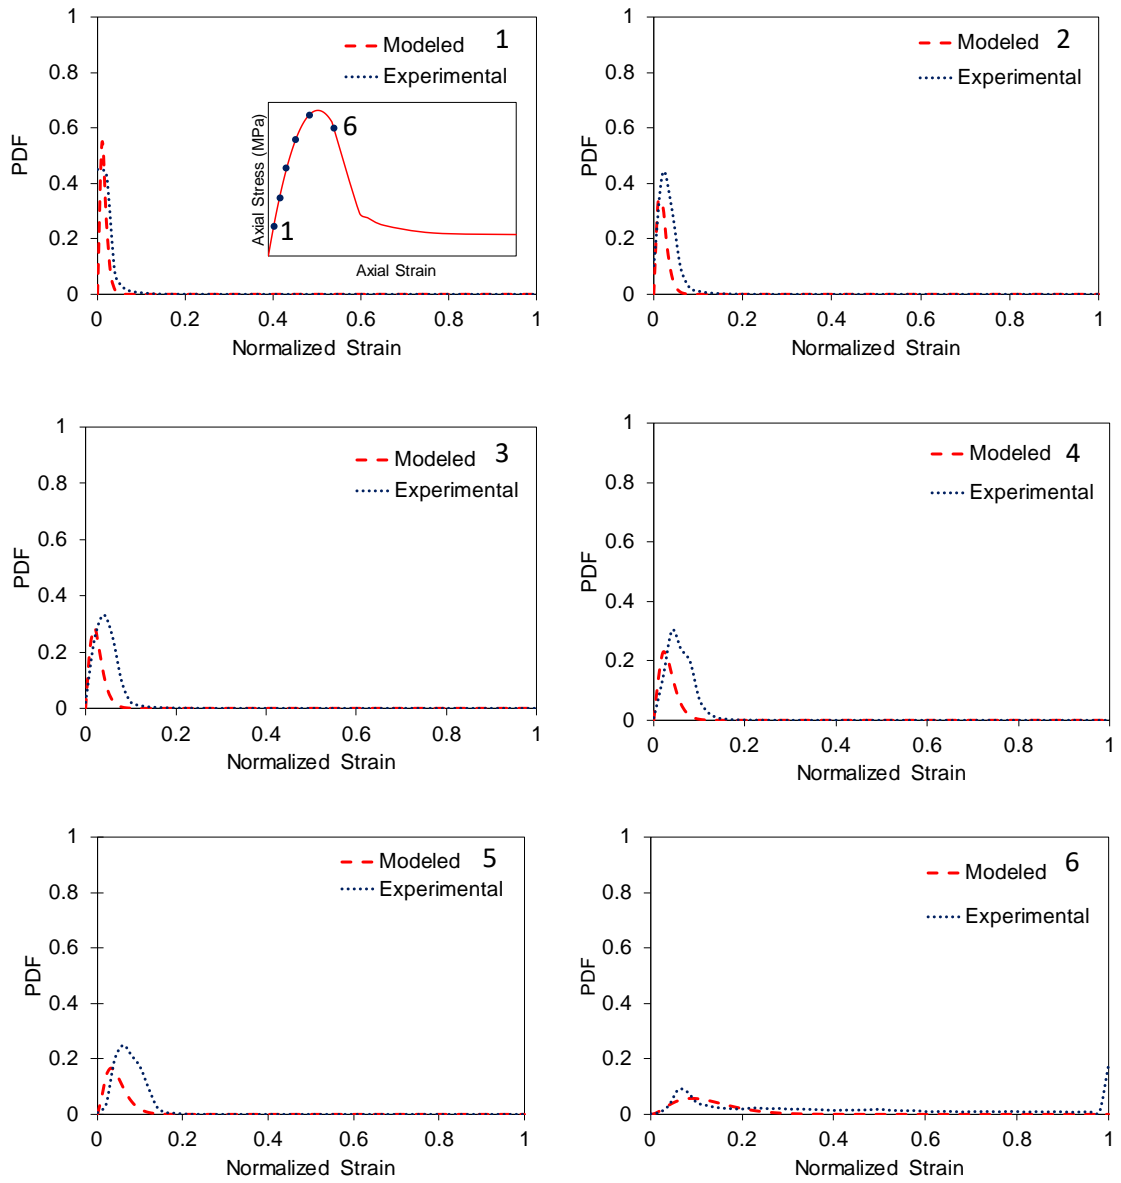 1
0.8
0.6
0.4
0.2
0
PDF
Modeled 1
Experimental
Axial Stress (MPa)
6
1
Axial Strain
0 0.2 0.4 0.6 0.8 1
Normalized Strain
1
0.8
0.6
0.4
0.2
0
PDF
Modeled 2
Experimental
0 0.2 0.4 0.6 0.8 1
Normalized Strain
1
0.8
0.6
0.4
0.2
0
PDF
Modeled 3
Experimental
0 0.2 0.4 0.6 0.8 1
Normalized Strain
1
0.8
0.6
0.4
0.2
0
PDF
Modeled 4
Experimental
0 0.2 0.4 0.6 0.8 1
Normalized Strain
1
0.8
0.6
0.4
0.2
0
PDF
Modeled 5
Experimental
0 0.2 0.4 0.6 0.8 1
Normalized Strain
1
0.8
0.6
0.4
0.2
0
PDF
Modeled 6
Experimental
0 0.2 0.4 0.6 0.8 1
Normalized Strain